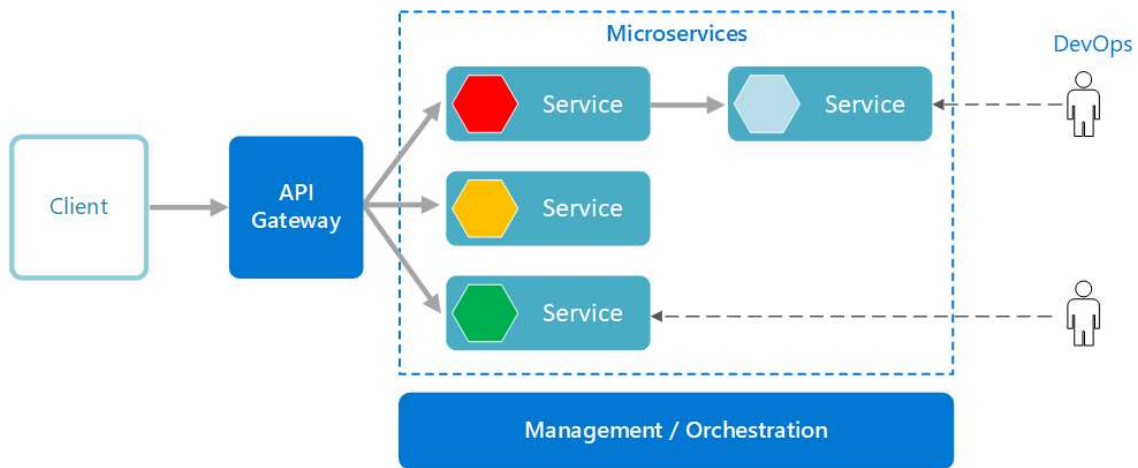 Microservices
DevOps
Service
Service
Client
API
Gateway
Service
Service
Management / Orchestration